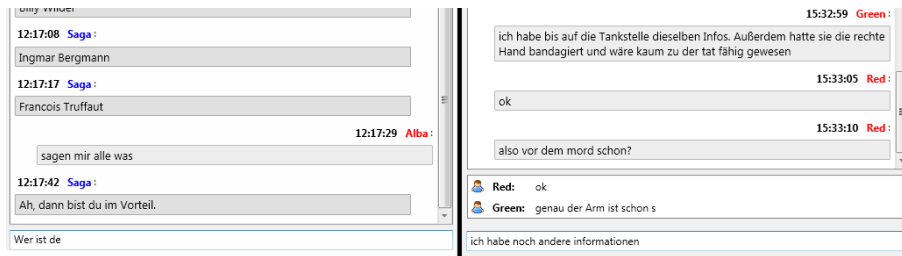 Billy Wilder
12:17:08 Saga:
Ingmar Bergmann
12:17:17 Saga:
Francois Truffaut
12:17:29 Alba:
sagen mir alle was
12:17:42 Saga:
Ah, dann bist du im Vorteil.
Wer ist de
15:32:59 Green:
ich habe bis auf die Tankstelle dieselben Infos. Außerdem hatte sie die rechte
Hand bandagiert und wäre kaum zu der tat fähig gewesen
15:33:05 Red:
ok
15:33:10 Red:
also vor dem mord schon?
Red: ok
Green: genau der Arm ist schon s
ich habe noch andere informationen